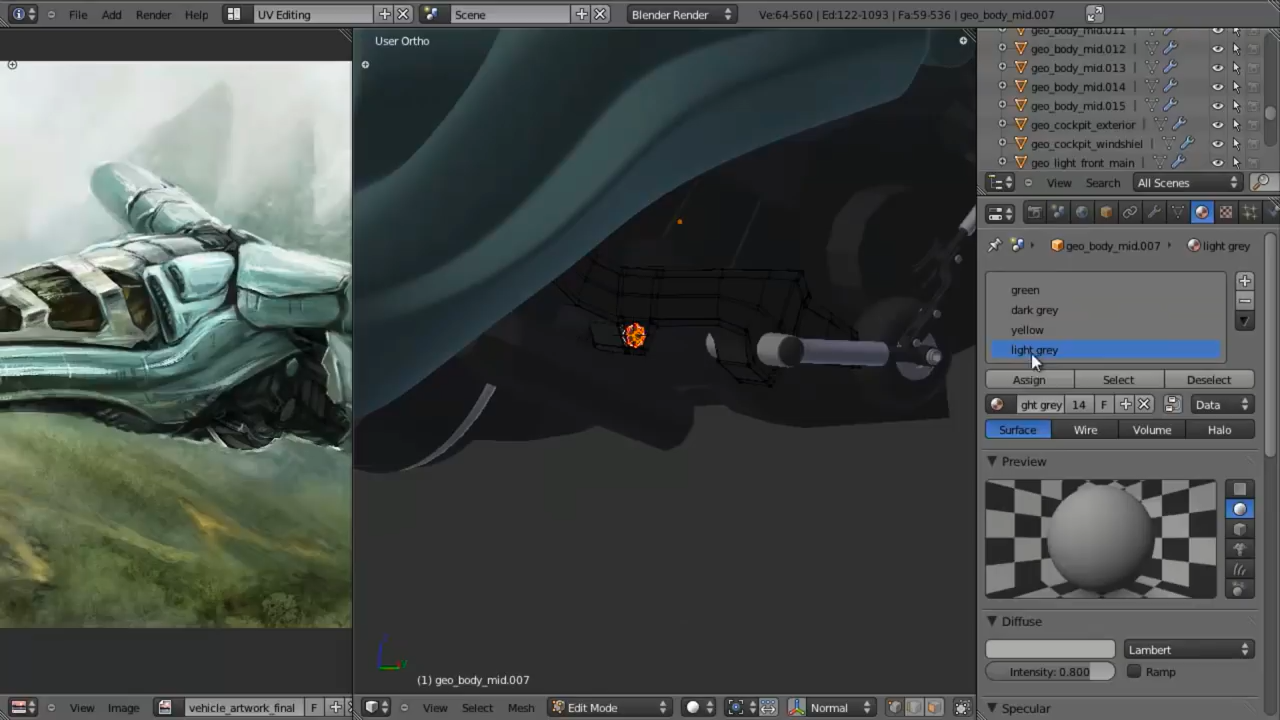 File Add Render Help UV Editing Scene Blender Render Ve:64-560 | Ed:122-1093 | Fa:59-536 | geo_body_mid.007
User Ortho
geo_body_mid.011
geo_body_mid.012
geo_body_mid.013
geo_body_mid.014
geo_body_mid.015
geo_cockpit_exterior
geo_cockpit_windshiel
geo_light_front_main
View Search All Scenes
geo_body_mid.007 light grey
green
dark grey
yellow
light grey
Assign Select Deselect
ght grey 14 F Data
Surface Wire Volume Halo
Preview
Diffuse
Lambert
Intensity: 0.800 Ramp
Specular
(1) geo_body_mid.007
View Image vehicle_artwork_final F View Select Mesh Edit Mode Normal